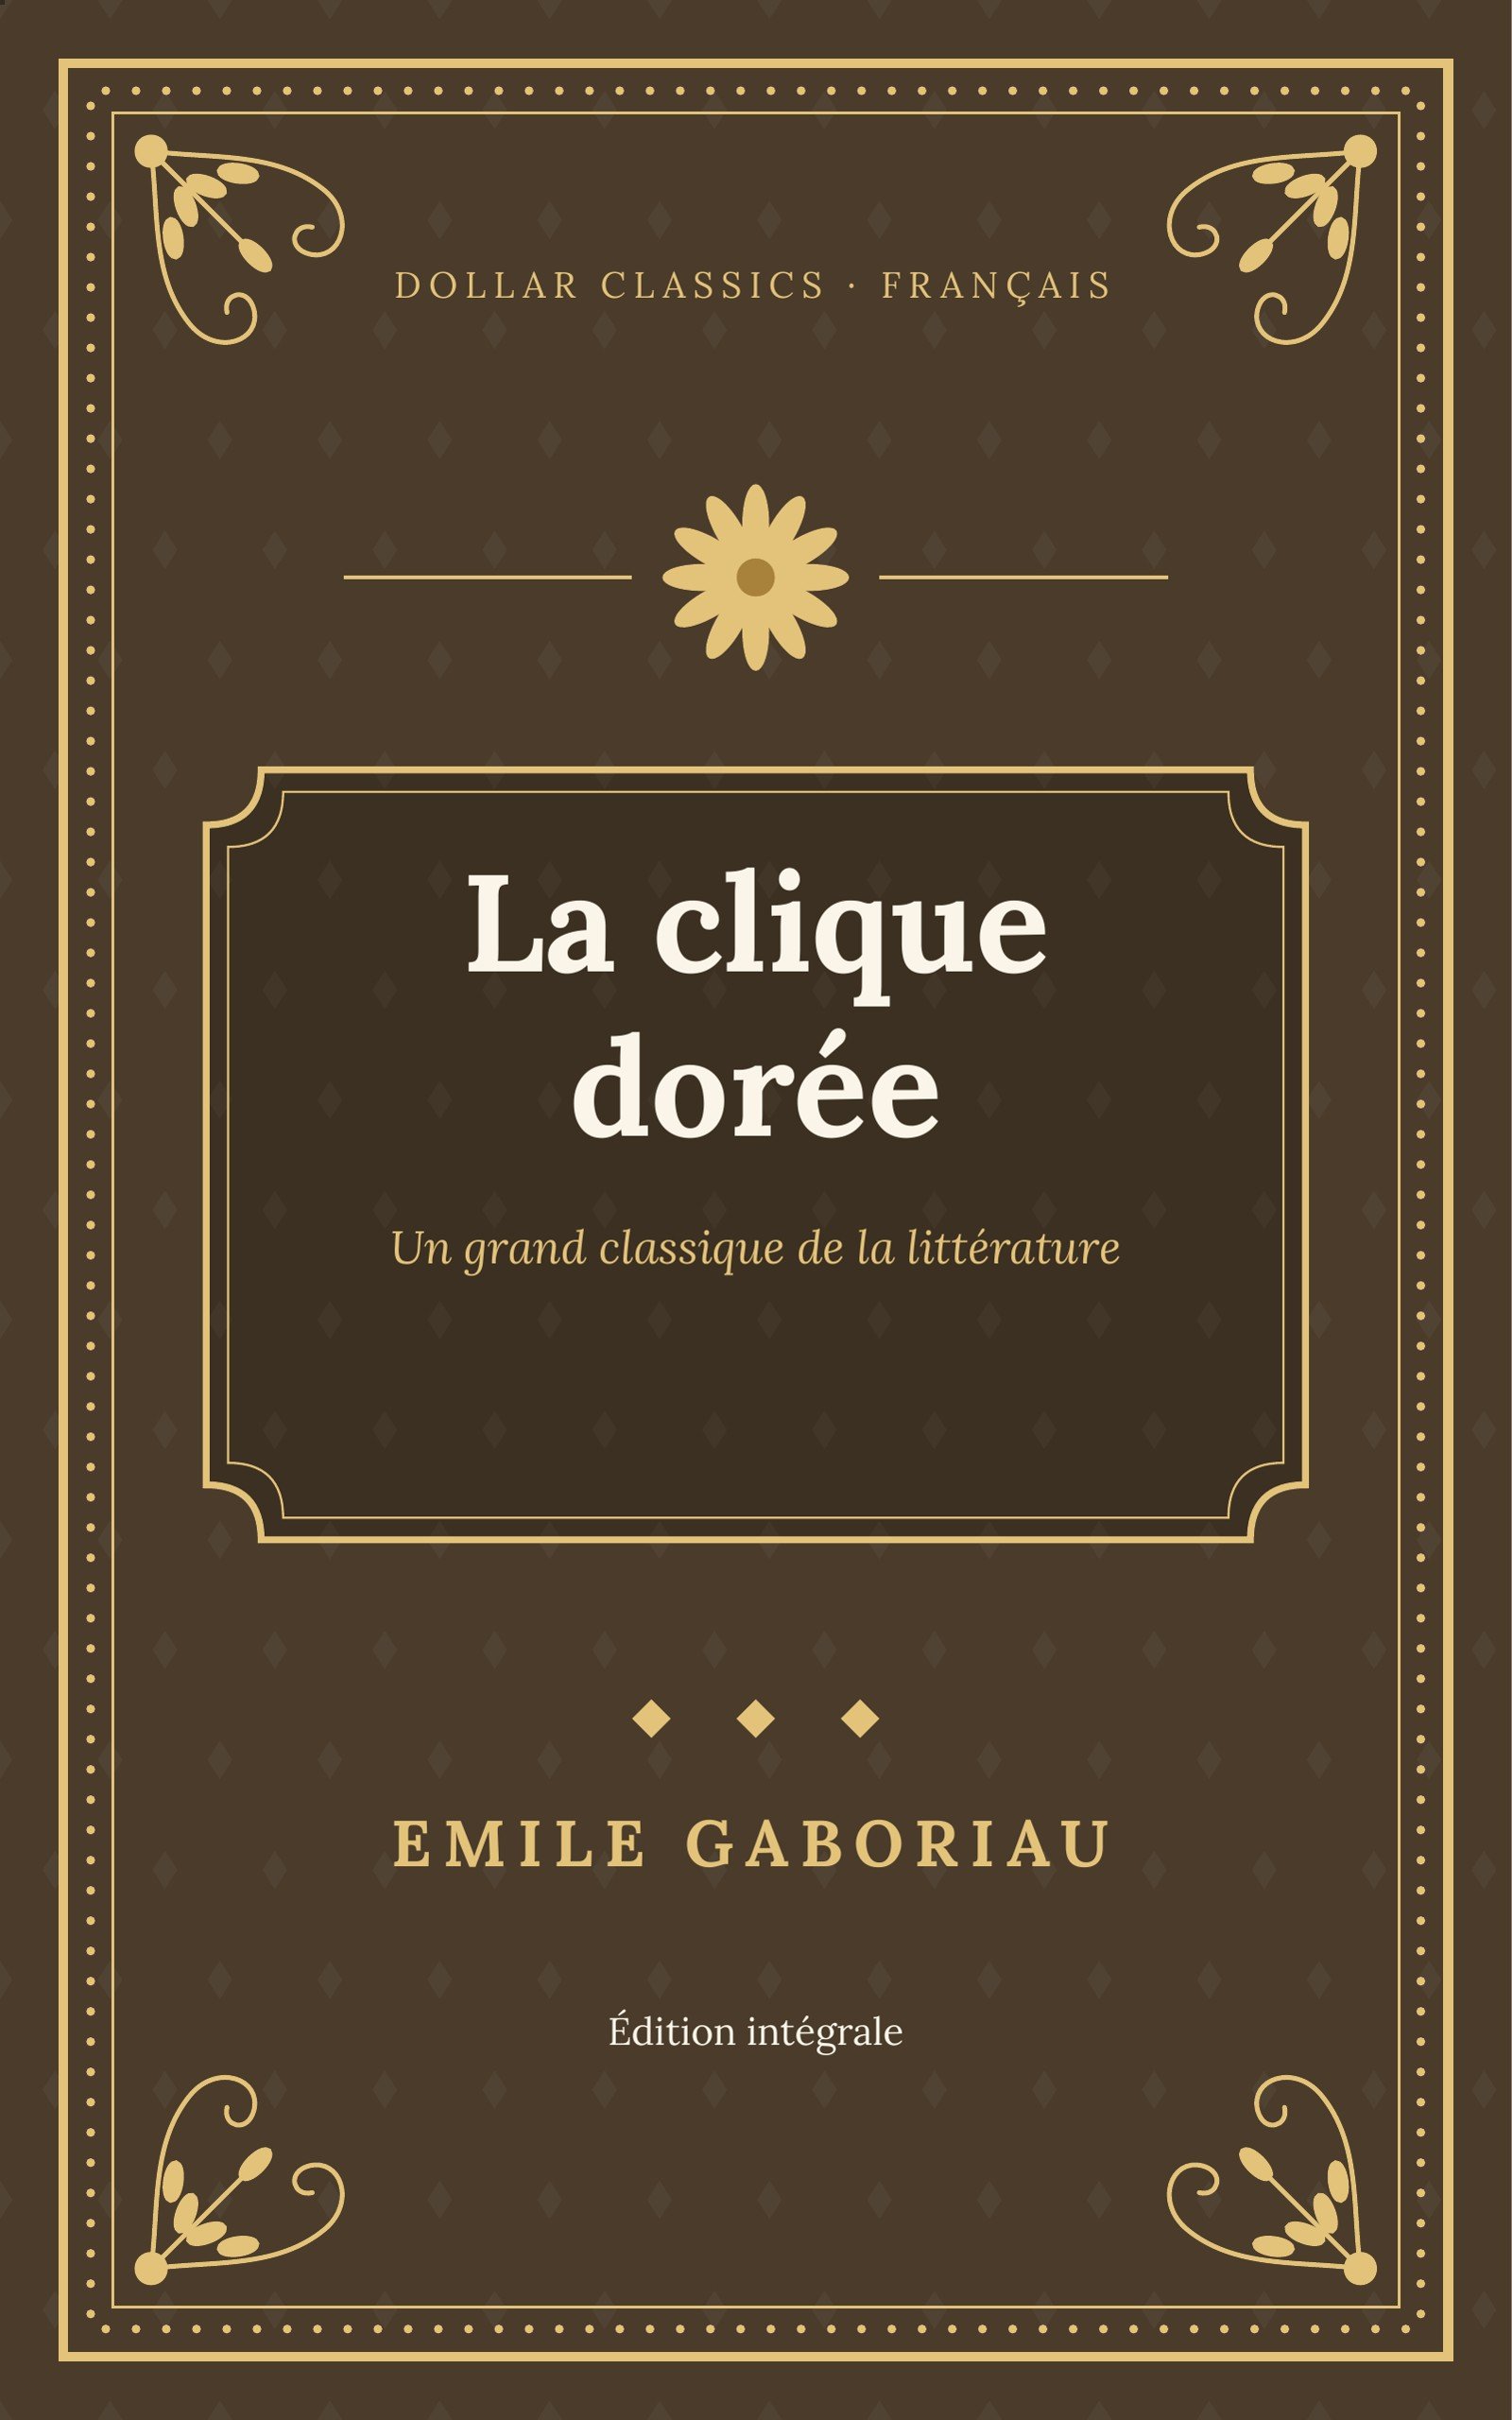 DOLLAR CLASSICS · FRANÇAIS
La clique
dorée
Un grand classique de la littérature
EMILE GABORIAU
Édition intégrale